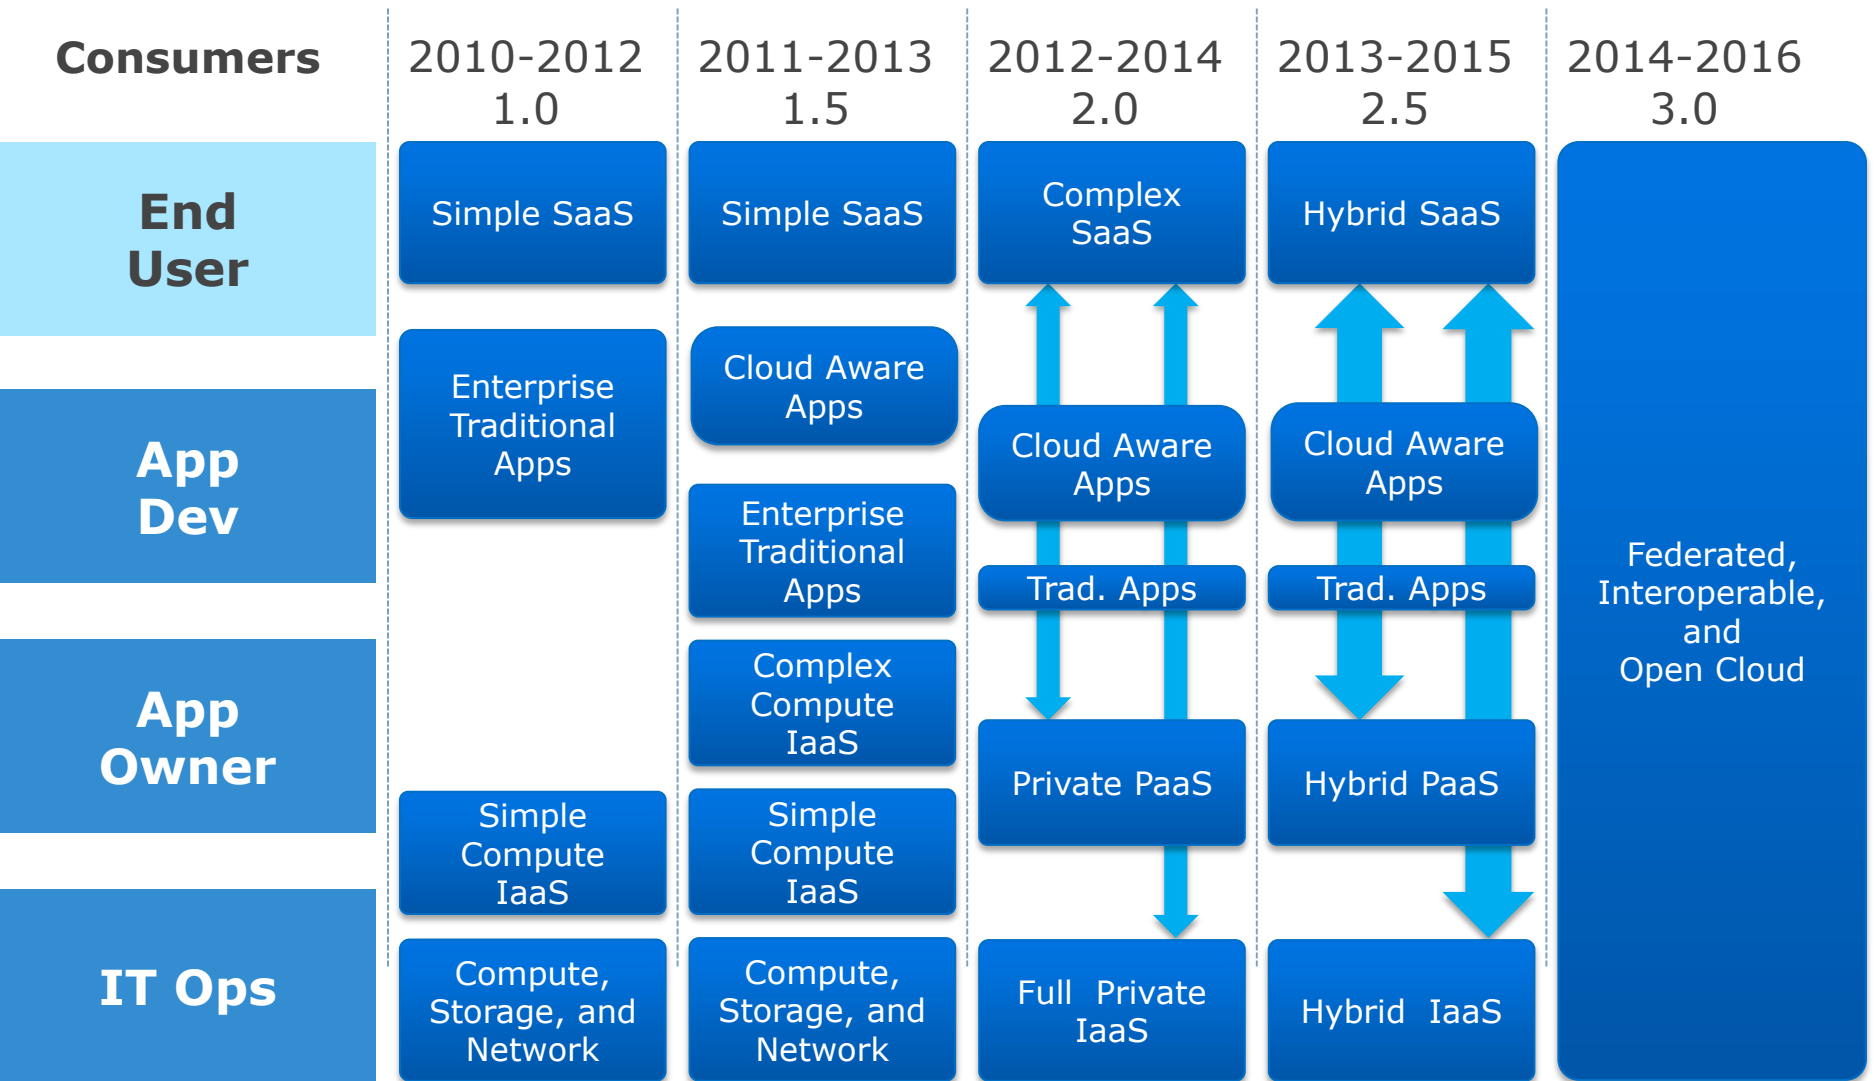 Consumers
2010-2012
1.0
2011-2013
1.5
2012-2014
2.0
2013-2015
2.5
2014-2016
3.0
End
User
App
Dev
App
Owner
IT Ops
Simple SaaS
Enterprise
Traditional
Apps
Simple
Compute
IaaS
Compute,
Storage, and
Network
Simple SaaS
Cloud Aware
Apps
Enterprise
Traditional
Apps
Complex
Compute
IaaS
Simple
Compute
IaaS
Compute,
Storage, and
Network
Complex
SaaS
Cloud Aware
Apps
Trad. Apps
Private PaaS
Full Private
IaaS
Hybrid SaaS
Cloud Aware
Apps
Trad. Apps
Hybrid PaaS
Hybrid IaaS
Federated,
Interoperable,
and
Open Cloud